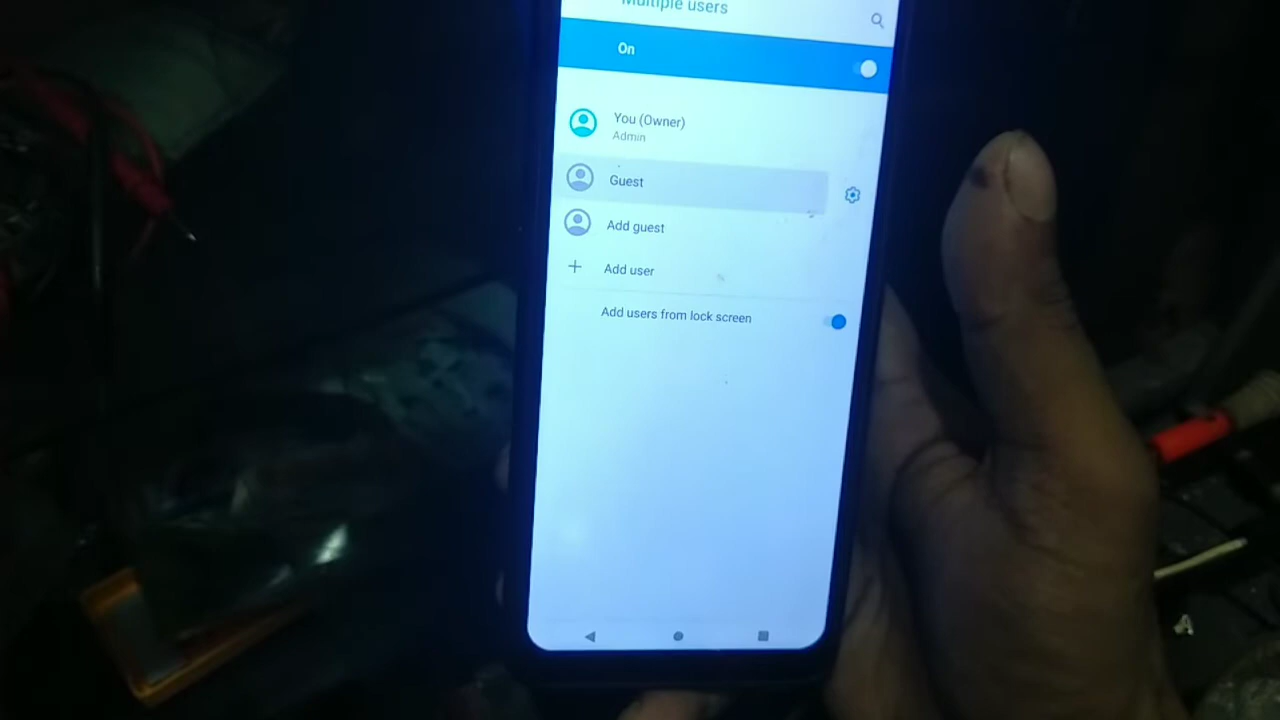 Multiple users
On
You (Owner)
Admin
Guest
Add guest
Add user
Add users from lock screen